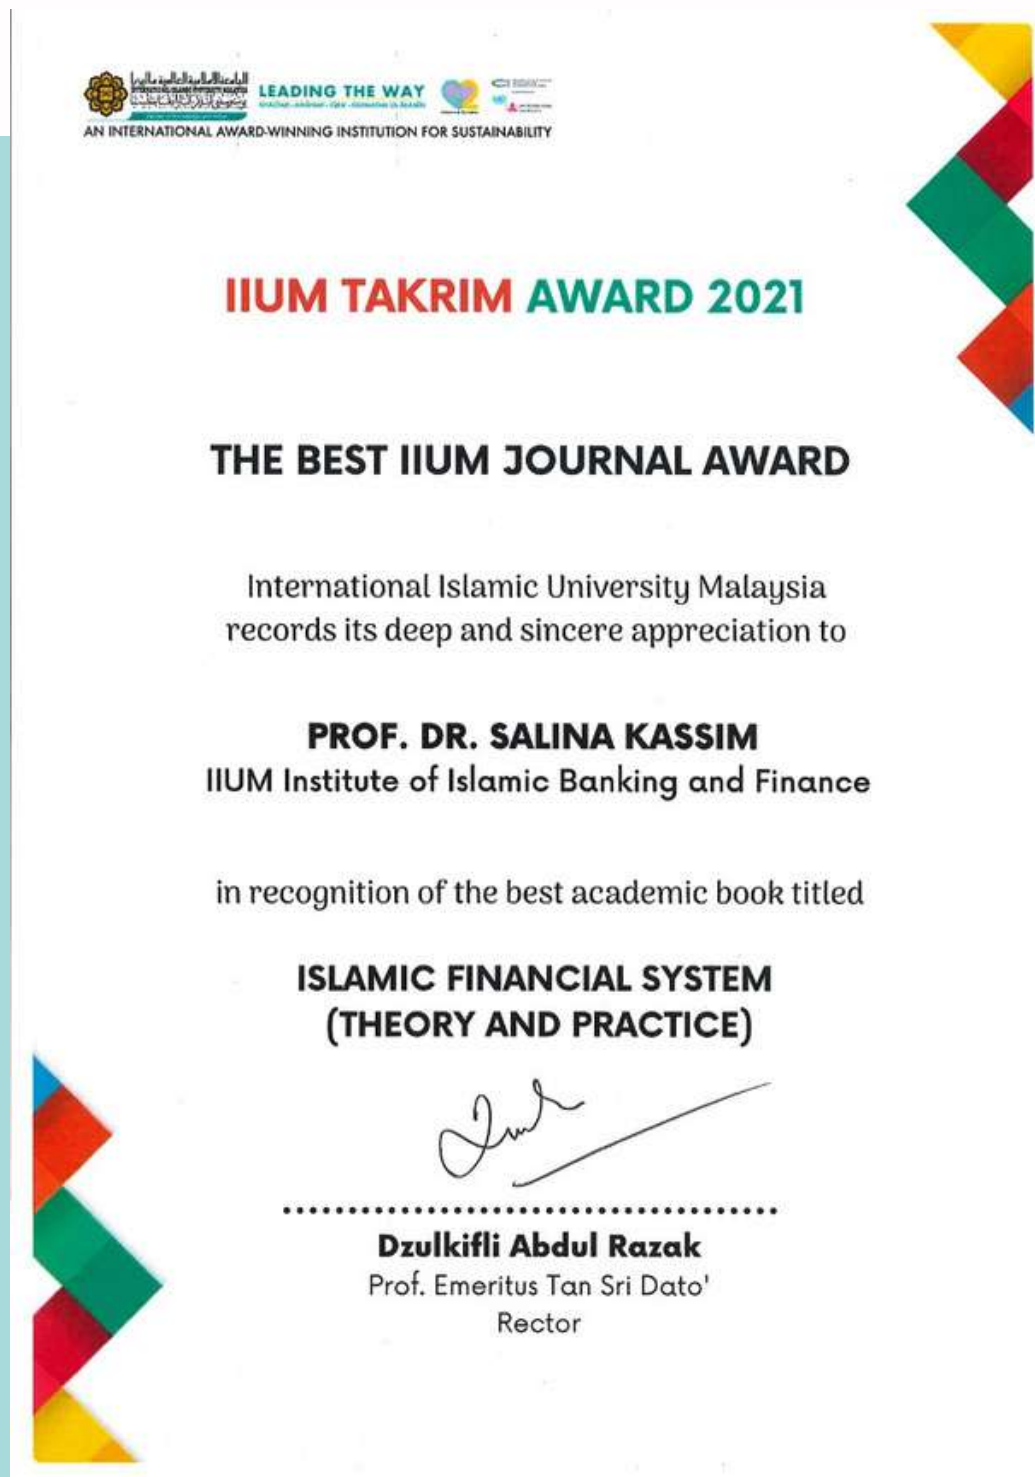 LEADING THE WAY
AN INTERNATIONAL AWARD-WINNING INSTITUTION FOR SUSTAINABILITY
IIUM TAKRIM AWARD 2021
THE BEST IIUM JOURNAL AWARD
International Islamic University Malaysia
records its deep and sincere appreciation to
PROF. DR. SALINA KASSIM
IIUM Institute of Islamic Banking and Finance
in recognition of the best academic book titled
ISLAMIC FINANCIAL SYSTEM
(THEORY AND PRACTICE)
Dzulkifli Abdul Razak
Prof. Emeritus Tan Sri Dato'
Rector